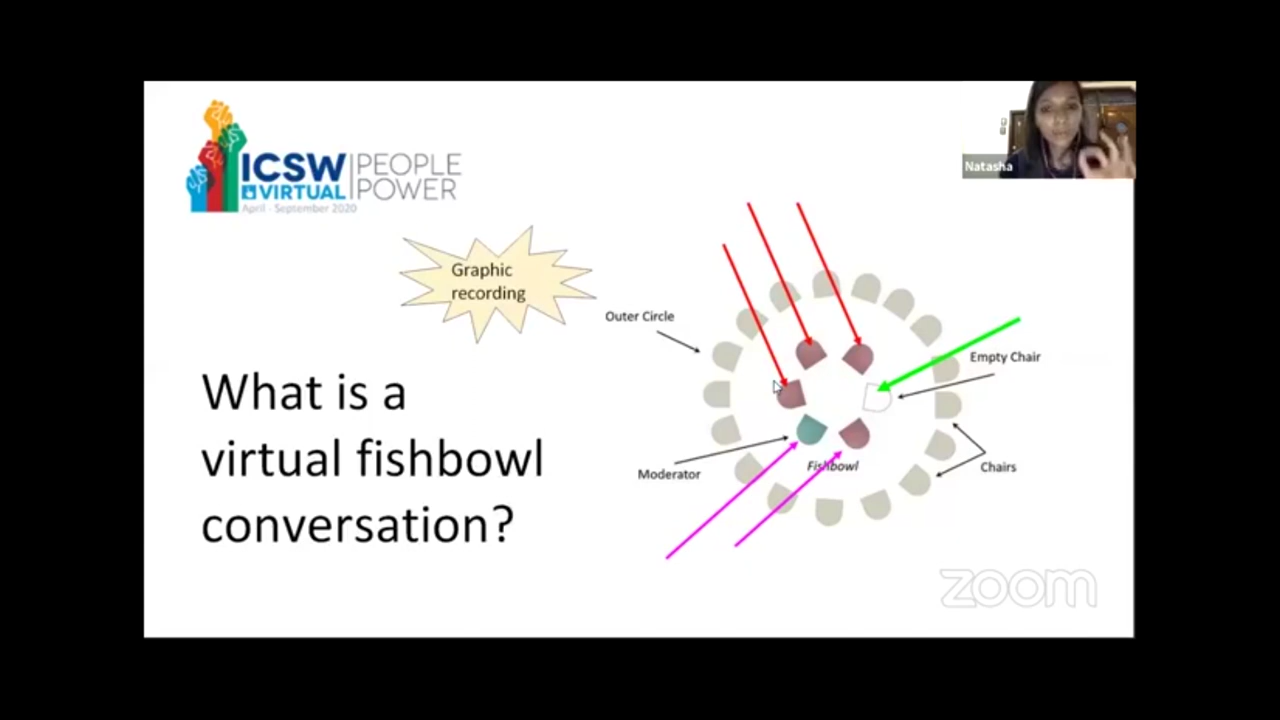 ICSW
VIRTUAL
PEOPLE
POWER
April - September 2020
Natasha
Graphic
recording
Outer Circle
Empty Chair
What is a
virtual fishbowl
conversation?
Moderator
Fishbowl
Chairs
zoom